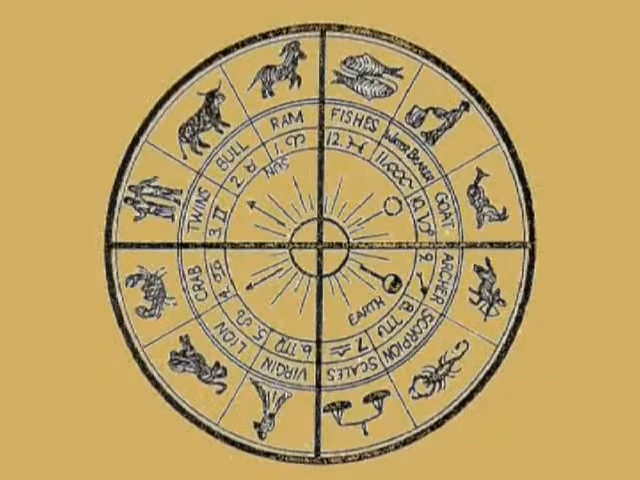 RAM
1. ♈
BULL
2. ♉
TWINS
3. ♊
CRAB
4. ♋
LION
5. ♌
VIRGIN
6. ♍
SCALES
7 ♎
SCORPION
8. ♏
ARCHER
9. ♐
GOAT.
10. ♑
WATER BEARER
11. ♒
FISHES
12. ♓
EARTH